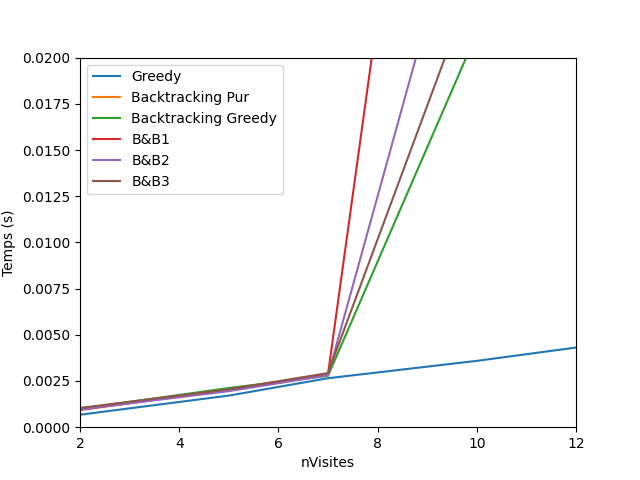 0.0200
0.0175
0.0150
0.0125
0.0100
0.0075
0.0050
0.0025
0.0000
Temps (s)
Greedy
Backtracking Pur
Backtracking Greedy
B&B1
B&B2
B&B3
2 4 6 8 10 12
nVisites